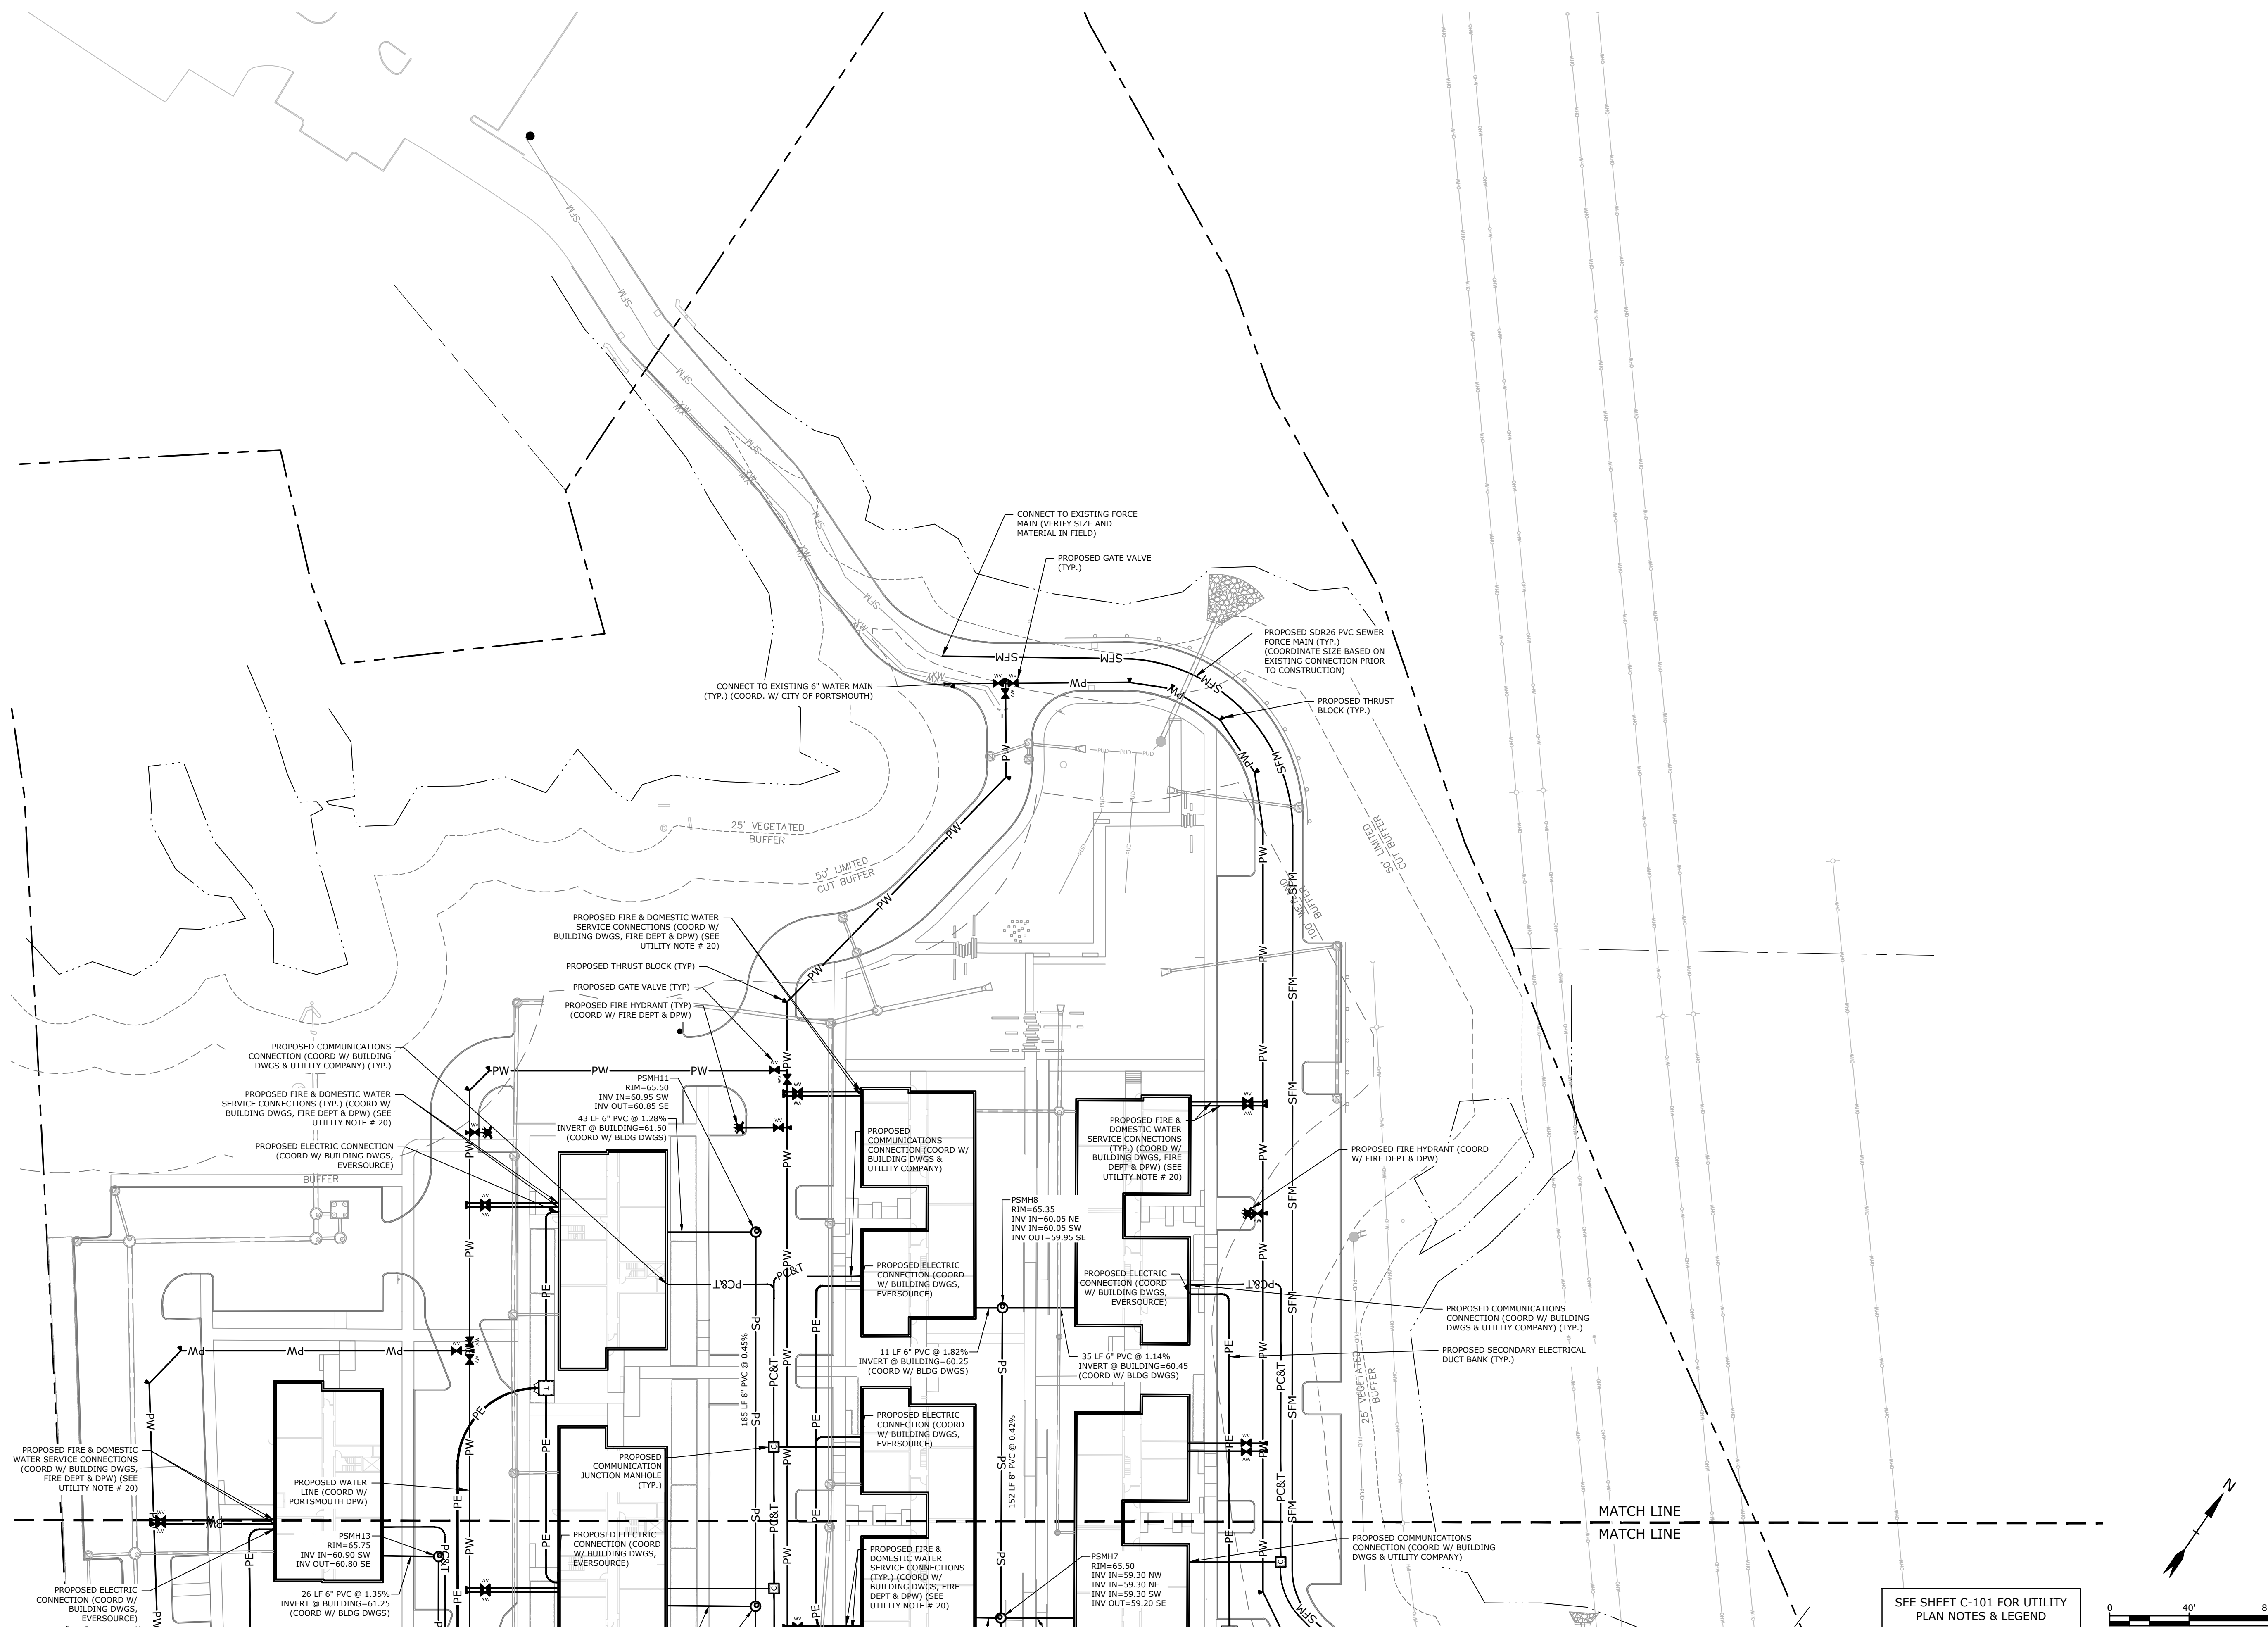 CONNECT TO EXISTING FORCE
MAIN (VERIFY SIZE AND
MATERIAL IN FIELD)
PROPOSED GATE VALVE
(TYP.)
PROPOSED SDR26 PVC SEWER
FORCE MAIN (TYP.)
(COORDINATE SIZE BASED ON
EXISTING CONNECTION PRIOR
TO CONSTRUCTION)
CONNECT TO EXISTING 6" WATER MAIN
(TYP.) (COORD. W/ CITY OF PORTSMOUTH)
PROPOSED THRUST
BLOCK (TYP.)
25' VEGETATED
BUFFER
50' LIMITED
CUT BUFFER
50' LIMITED
CUT BUFFER
PROPOSED FIRE & DOMESTIC WATER
SERVICE CONNECTIONS (COORD W/
BUILDING DWGS, FIRE DEPT & DPW) (SEE
UTILITY NOTE # 20)
PROPOSED THRUST BLOCK (TYP)
PROPOSED GATE VALVE (TYP)
PROPOSED FIRE HYDRANT (TYP)
(COORD W/ FIRE DEPT & DPW)
PROPOSED COMMUNICATIONS
CONNECTION (COORD W/ BUILDING
DWGS & UTILITY COMPANY) (TYP.)
PROPOSED FIRE & DOMESTIC WATER
SERVICE CONNECTIONS (TYP.) (COORD W/
BUILDING DWGS, FIRE DEPT & DPW) (SEE
UTILITY NOTE # 20)
PROPOSED ELECTRIC CONNECTION
(COORD W/ BUILDING DWGS,
EVERSOURCE)
BUFFER
PSMH11
RIM=65.50
INV IN=60.95 SW
INV OUT=60.85 SE
43 LF 6" PVC @ 1.28%
INVERT @ BUILDING=61.50
(COORD W/ BLDG DWGS)
PROPOSED
COMMUNICATIONS
CONNECTION (COORD W/
BUILDING DWGS &
UTILITY COMPANY)
PROPOSED FIRE &
DOMESTIC WATER
SERVICE CONNECTIONS
(TYP.) (COORD W/
BUILDING DWGS, FIRE
DEPT & DPW) (SEE
UTILITY NOTE # 20)
PROPOSED FIRE HYDRANT (COORD
W/ FIRE DEPT & DPW)
PSMH8
RIM=65.35
INV IN=60.05 NE
INV IN=60.05 SW
INV OUT=59.95 SE
PROPOSED ELECTRIC
CONNECTION (COORD
W/ BUILDING DWGS,
EVERSOURCE)
PROPOSED ELECTRIC
CONNECTION (COORD
W/ BUILDING DWGS,
EVERSOURCE)
PROPOSED COMMUNICATIONS
CONNECTION (COORD W/ BUILDING
DWGS & UTILITY COMPANY) (TYP.)
PROPOSED SECONDARY ELECTRICAL
DUCT BANK (TYP.)
11 LF 6" PVC @ 1.82%
INVERT @ BUILDING=60.25
(COORD W/ BLDG DWGS)
35 LF 6" PVC @ 1.14%
INVERT @ BUILDING=60.45
(COORD W/ BLDG DWGS)
185 LF 8" PVC @ 0.45%
152 LF 8" PVC @ 0.42%
25' VEGETATED
BUFFER
PROPOSED ELECTRIC
CONNECTION (COORD
W/ BUILDING DWGS,
EVERSOURCE)
PROPOSED
COMMUNICATION
JUNCTION MANHOLE
(TYP.)
PROPOSED FIRE & DOMESTIC
WATER SERVICE CONNECTIONS
(COORD W/ BUILDING DWGS,
FIRE DEPT & DPW) (SEE
UTILITY NOTE # 20)
PROPOSED WATER
LINE (COORD W/
PORTSMOUTH DPW)
MATCH LINE
MATCH LINE
PSMH13
RIM=65.75
INV IN=60.90 SW
INV OUT=60.80 SE
26 LF 6" PVC @ 1.35%
INVERT @ BUILDING=61.25
(COORD W/ BLDG DWGS)
PROPOSED ELECTRIC
CONNECTION (COORD W/
BUILDING DWGS,
EVERSOURCE)
PROPOSED ELECTRIC
CONNECTION (COORD
W/ BUILDING DWGS,
EVERSOURCE)
PROPOSED FIRE &
DOMESTIC WATER
SERVICE CONNECTIONS
(TYP.) (COORD W/
BUILDING DWGS, FIRE
DEPT & DPW) (SEE
UTILITY NOTE # 20)
PSMH7
RIM=65.50
INV IN=59.30 NW
INV IN=59.30 NE
INV IN=59.30 SW
INV OUT=59.20 SE
PROPOSED COMMUNICATIONS
CONNECTION (COORD W/ BUILDING
DWGS & UTILITY COMPANY)
N
SEE SHEET C-101 FOR UTILITY
PLAN NOTES & LEGEND
0 40'